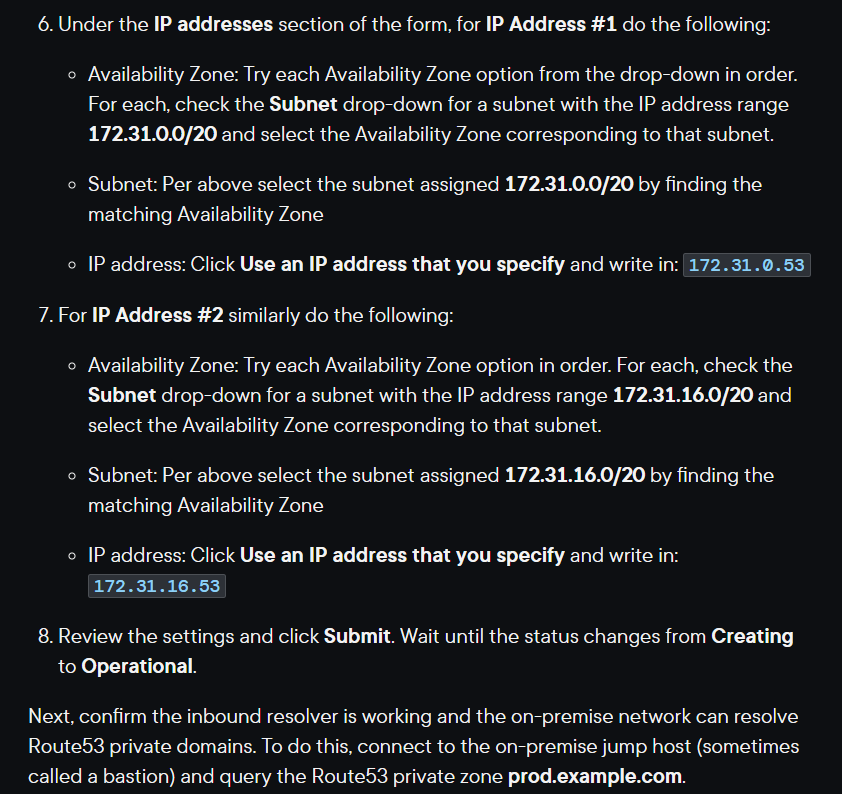 6. Under the IP addresses section of the form, for IP Address #1 do the following:
Availability Zone: Try each Availability Zone option from the drop-down in order.
For each, check the Subnet drop-down for a subnet with the IP address range
172.31.0.0/20 and select the Availability Zone corresponding to that subnet.
Subnet: Per above select the subnet assigned 172.31.0.0/20 by finding the
matching Availability Zone
IP address: Click Use an IP address that you specify and write in: 172.31.0.53
7. For IP Address #2 similarly do the following:
Availability Zone: Try each Availability Zone option in order. For each, check the
Subnet drop-down for a subnet with the IP address range 172.31.16.0/20 and
select the Availability Zone corresponding to that subnet.
Subnet: Per above select the subnet assigned 172.31.16.0/20 by finding the
matching Availability Zone
IP address: Click Use an IP address that you specify and write in:
172.31.16.53
8. Review the settings and click Submit. Wait until the status changes from Creating
to Operational.
Next, confirm the inbound resolver is working and the on-premise network can resolve
Route53 private domains. To do this, connect to the on-premise jump host (sometimes
called a bastion) and query the Route53 private zone prod.example.com.